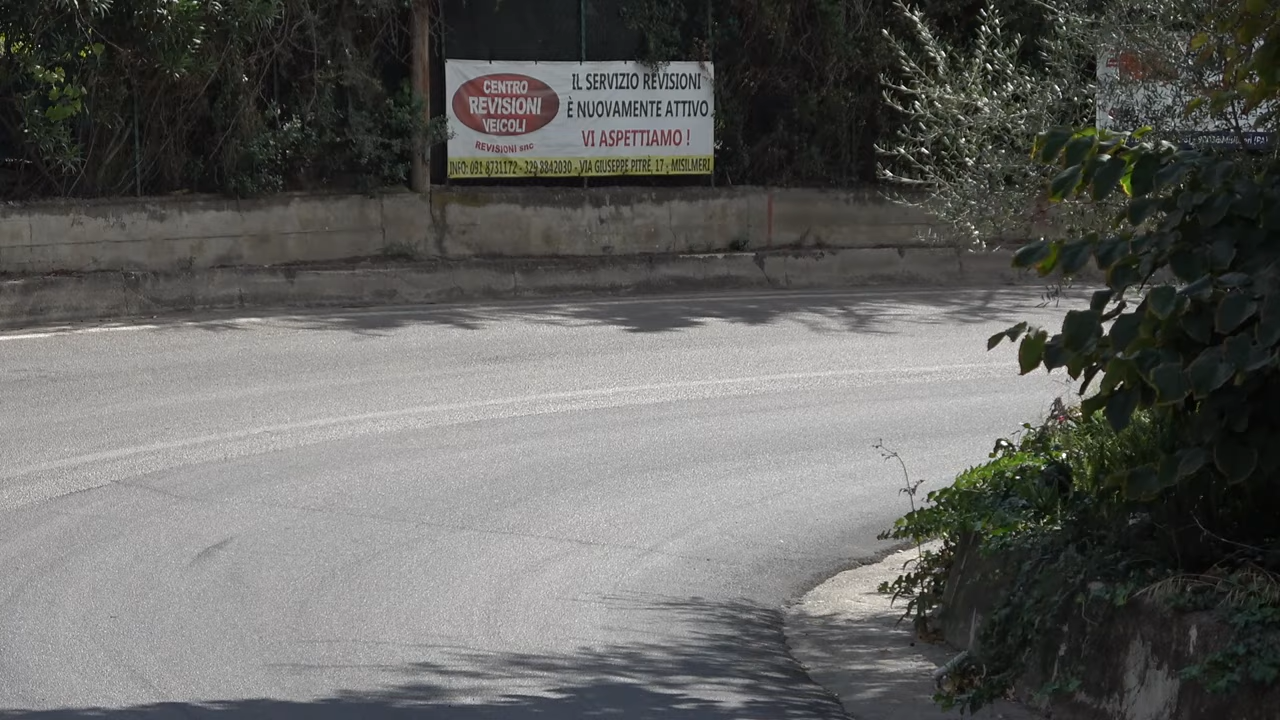 CENTRO
REVISIONI
VEICOLI
REVISIONI snc
IL SERVIZIO REVISIONI
È NUOVAMENTE ATTIVO
VI ASPETTIAMO !
INFO: 091 8731172 - 329 8842030 - VIA GIUSEPPE PITRÈ, 17 - MISILMERI